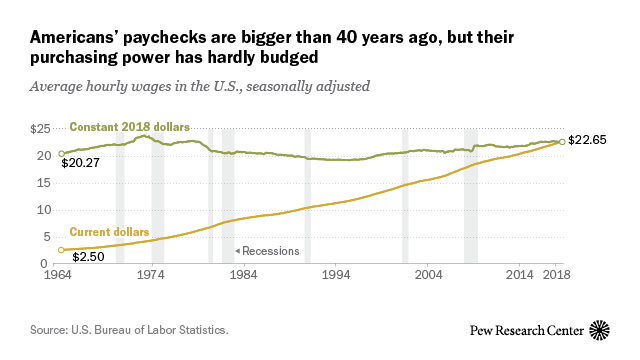 Americans' paychecks are bigger than 40 years ago, but their
purchasing power has hardly budged
Average hourly wages in the U.S., seasonally adjusted
$25
Constant 2018 dollars
$22.65
20
$20.27
15
10
Current dollars
5
$2.50
Recessions
0
1964 1974 1984 1994 2004 2014 2018
Source: U.S. Bureau of Labor Statistics.
Pew Research Center